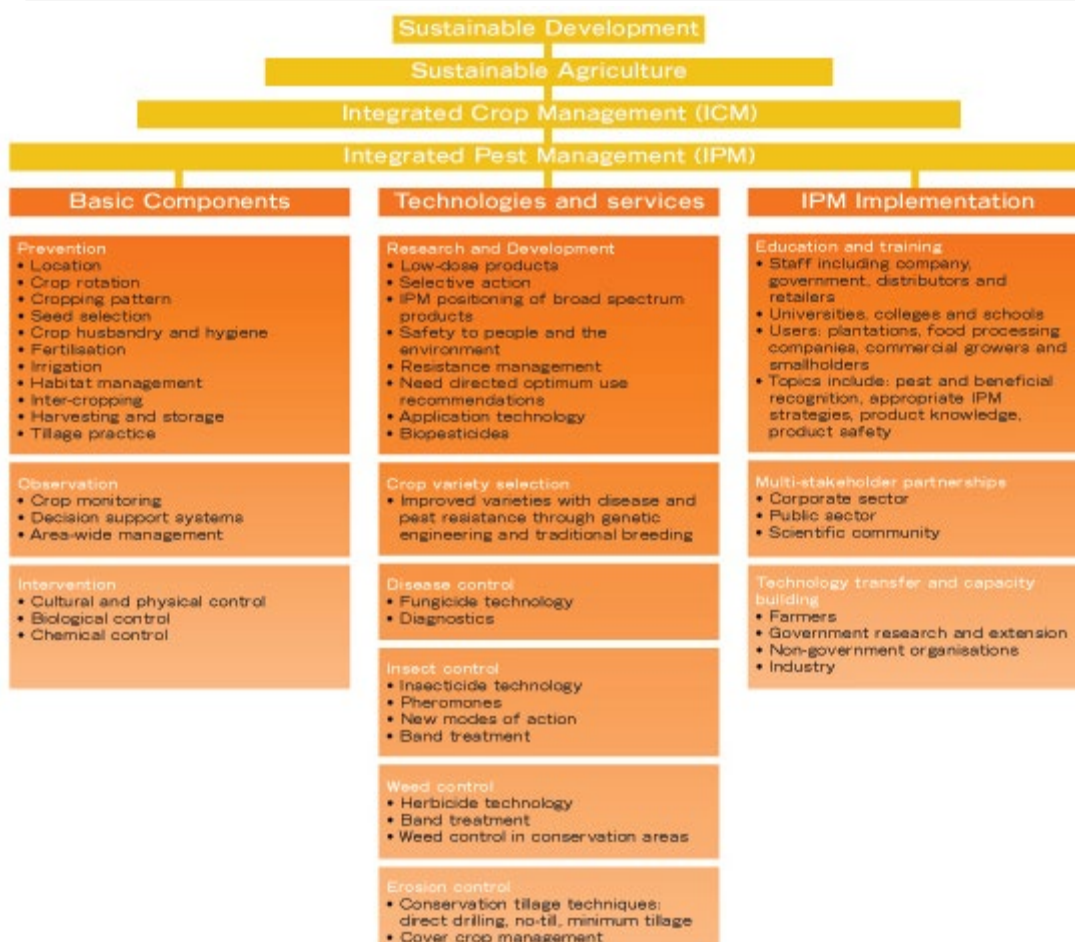 Sustainable Development
Sustainable Agriculture
Integrated Crop Management (ICM)
Integrated Pest Management (IPM)
Basic Components
Prevention
• Location
• Crop rotation
• Cropping pattern
• Seed selection
• Crop husbandry and hygiene
• Fertilisation
• Irrigation
• Habitat management
• Inter-cropping
• Harvesting and storage
• Tillage practice
Observation
• Crop monitoring
• Decision support systems
• Area-wide management
Intervention
• Cultural and physical control
• Biological control
• Chemical control
Technologies and services
Research and Development
• Low-dose products
• Selective action
• IPM positioning of broad spectrum
products
• Safety to people and the
environment
• Resistance management
• Need directed optimum use
recommendations
• Application technology
• Biopesticides
Crop variety selection
• Improved varieties with disease and
pest resistance through genetic
engineering and traditional breeding
Disease control
• Fungicide technology
• Diagnostics
Insect control
• Insecticide technology
• Pheromones
• New modes of action
• Band treatment
Weed control
• Herbicide technology
• Band treatment
• Weed control in conservation areas
Erosion control
• Conservation tillage techniques:
direct drilling, no-till, minimum tillage
• Cover crop management
IPM Implementation
Education and training
• Staff including company,
government, distributors and
retailers
• Universities, colleges and schools
• Users: plantations, food processing
companies, commercial growers and
smallholders
• Topics include: pest and beneficial
recognition, appropriate IPM
strategies, product knowledge,
product safety
Multi-stakeholder partnerships
• Corporate sector
• Public sector
• Scientific community
Technology transfer and capacity
building
• Farmers
• Government research and extension
• Non-government organisations
• Industry